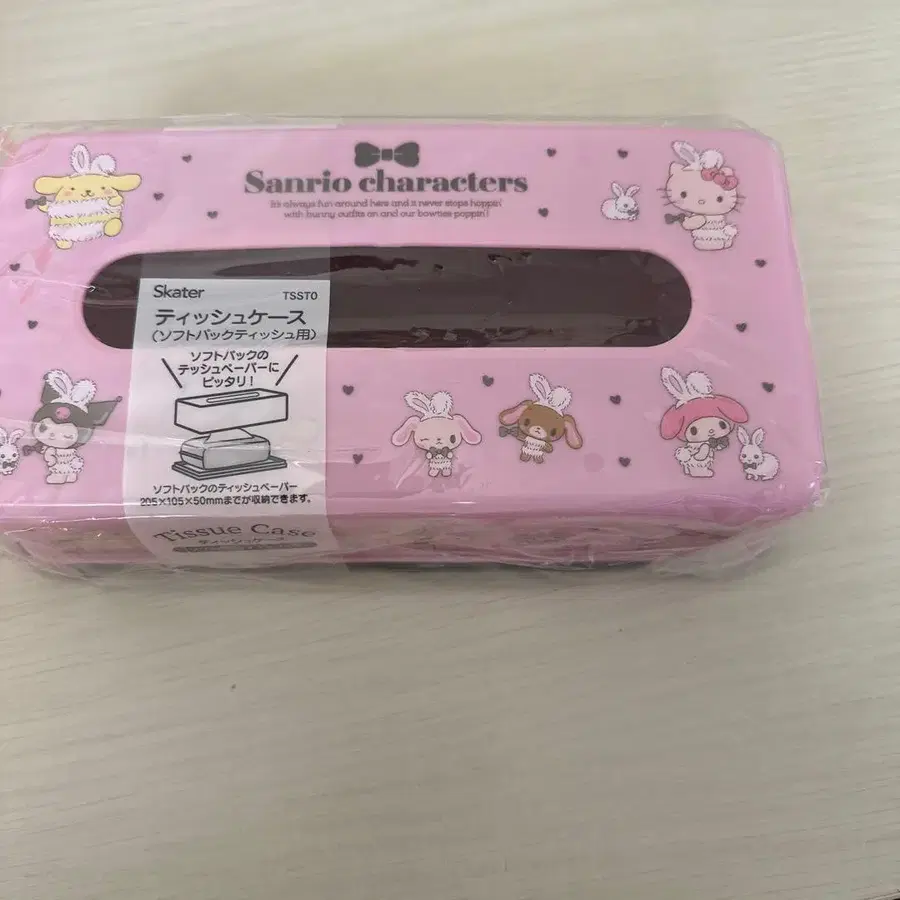 Sanrio characters
It's always fun around here and it never stops hoppin'
with bunny outfits on and our bowties poppin'!
Skater TSST0
ティッシュケース
(ソフトパックティッシュ用)
ソフトパックの
テッシュペーパーに
ピッタリ!
ソフトパックのティッシュペーパー
205×105×50mmまでが収納できます。
Tissue Case
ティッシュケース